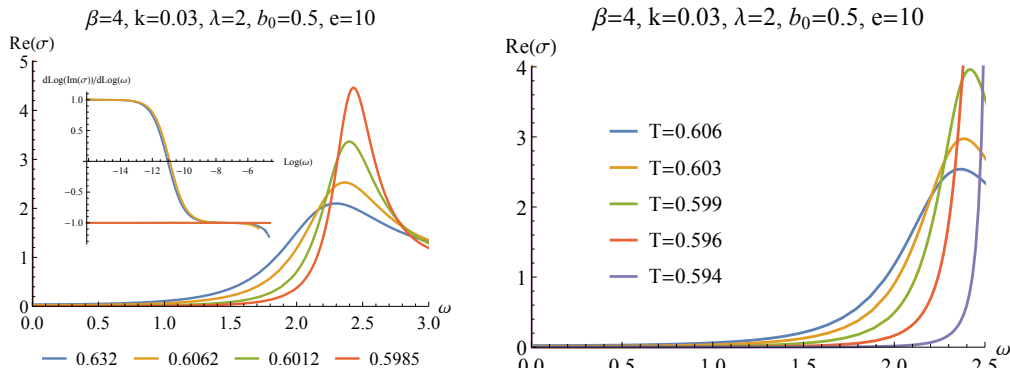 β=4, k=0.03, λ=2, b₀=0.5, e=10
Re(σ)
5
4
3
2
1
0
0.0 0.5 1.0 1.5 2.0 2.5 3.0
ω
dLog(Im(σ))/dLog(ω)
1.0
0.5
-0.5
-1.0
-14 -12 -10 -8 -6
Log(ω)
0.632 0.6062 0.6012 0.5985
β=4, k=0.03, λ=2, b₀=0.5, e=10
Re(σ)
4
3
2
1
0
T=0.606
T=0.603
T=0.599
T=0.596
T=0.594
0.0 0.5 1.0 1.5 2.0 2.5
ω